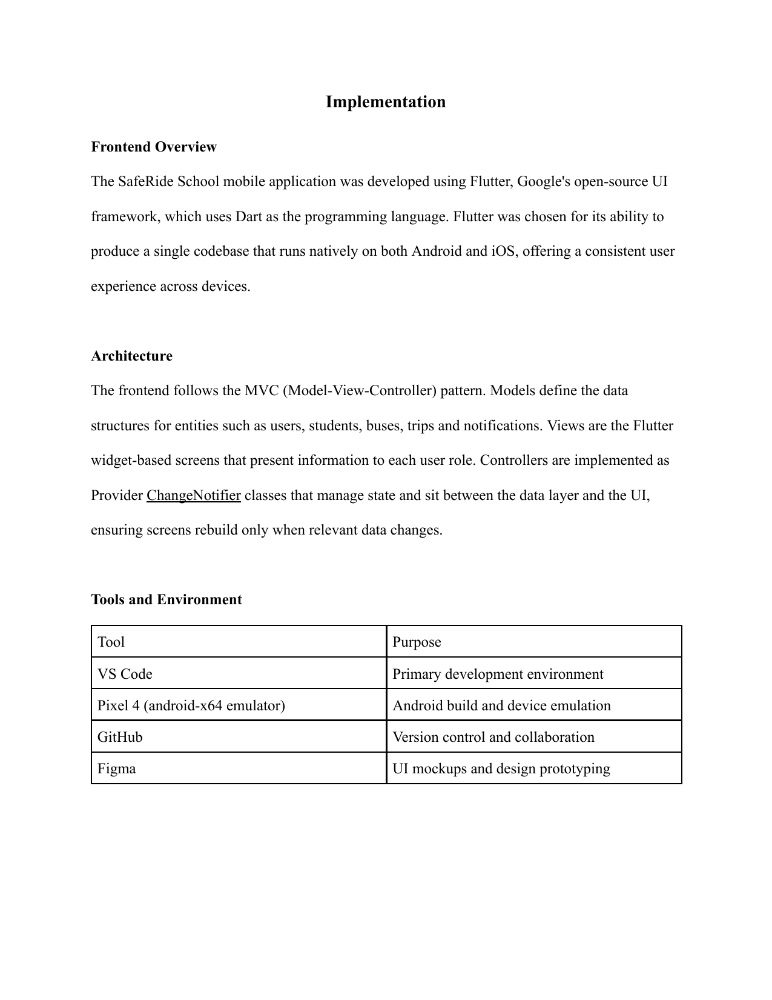 Implementation
Frontend Overview
The SafeRide School mobile application was developed using Flutter, Google's open-source UI
framework, which uses Dart as the programming language. Flutter was chosen for its ability to
produce a single codebase that runs natively on both Android and iOS, offering a consistent user
experience across devices.
Architecture
The frontend follows the MVC (Model-View-Controller) pattern. Models define the data
structures for entities such as users, students, buses, trips and notifications. Views are the Flutter
widget-based screens that present information to each user role. Controllers are implemented as
Provider ChangeNotifier classes that manage state and sit between the data layer and the UI,
ensuring screens rebuild only when relevant data changes.
Tools and Environment
Tool Purpose
VS Code Primary development environment
Pixel 4 (android-x64 emulator) Android build and device emulation
GitHub Version control and collaboration
Figma UI mockups and design prototyping